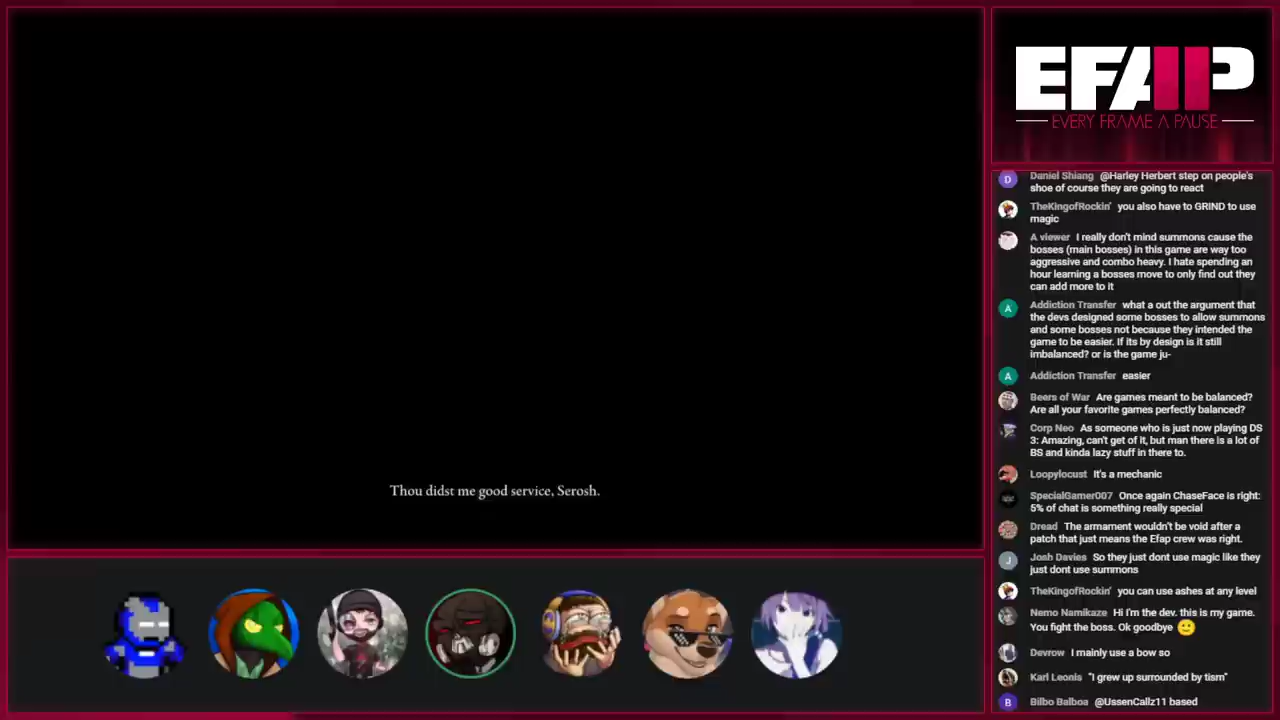 Thou didst me good service, Serosh.
EFAP
EVERY FRAME A PAUSE
D Daniel Shiang @Harley Herbert step on people's
shoe of course they are going to react
TheKingofRockin' you also have to GRIND to use
magic
A viewer I really don't mind summons cause the
bosses (main bosses) in this game are way too
aggressive and combo heavy. I hate spending an
hour learning a bosses move to only find out they
can add more to it
A Addiction Transfer what a out the argument that
the devs designed some bosses to allow summons
and some bosses not because they intended the
game to be easier. If its by design is it still
imbalanced? or is the game ju-
A Addiction Transfer easier
Beers of War Are games meant to be balanced?
Are all your favorite games perfectly balanced?
Corp Neo As someone who is just now playing DS
3: Amazing, can't get of it, but man there is a lot of
BS and kinda lazy stuff in there to.
Loopylocust It's a mechanic
SpecialGamer007 Once again ChaseFace is right:
5% of chat is something really special
Dread The armament wouldn't be void after a
patch that just means the Efap crew was right.
J Josh Davies So they just dont use magic like they
just dont use summons
TheKingofRockin' you can use ashes at any level
Nemo Namikaze Hi I'm the dev. this is my game.
You fight the boss. Ok goodbye 🙂
Devrow I mainly use a bow so
Karl Leonis "I grew up surrounded by tism"
B Bilbo Balboa @UssenCallz11 based